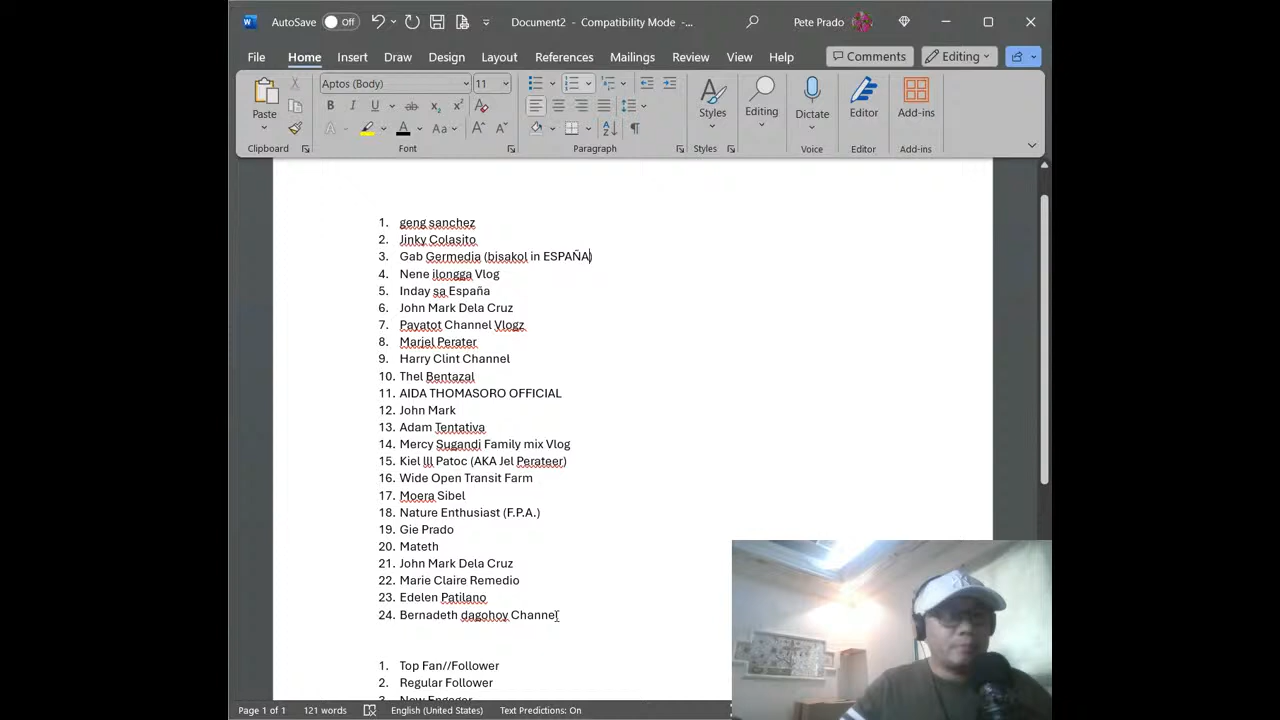 AutoSave Off Document2 - Compatibility Mode -... Pete Prado
File Home Insert Draw Design Layout References Mailings Review View Help Comments Editing
Aptos (Body) 11
Paste Styles Editing Dictate Editor Add-ins
Clipboard Font Paragraph Styles Voice Editor Add-ins
1. geng sanchez
2. Jinky Colasito
3. Gab Germedia (bisakol in ESPAÑA)
4. Nene ilongga Vlog
5. Inday sa España
6. John Mark Dela Cruz
7. Payatot Channel Vlogz
8. Marjel Perater
9. Harry Clint Channel
10. Thel Bentazal
11. AIDA THOMASORO OFFICIAL
12. John Mark
13. Adam Tentativa
14. Mercy Sugandi Family mix Vlog
15. Kiel lll Patoc (AKA Jel Perateer)
16. Wide Open Transit Farm
17. Moera Sibel
18. Nature Enthusiast (F.P.A.)
19. Gie Prado
20. Mateth
21. John Mark Dela Cruz
22. Marie Claire Remedio
23. Edelen Patilano
24. Bernadeth dagohoy Channel
1. Top Fan//Follower
2. Regular Follower
3. New Engager
Page 1 of 1 121 words English (United States) Text Predictions: On